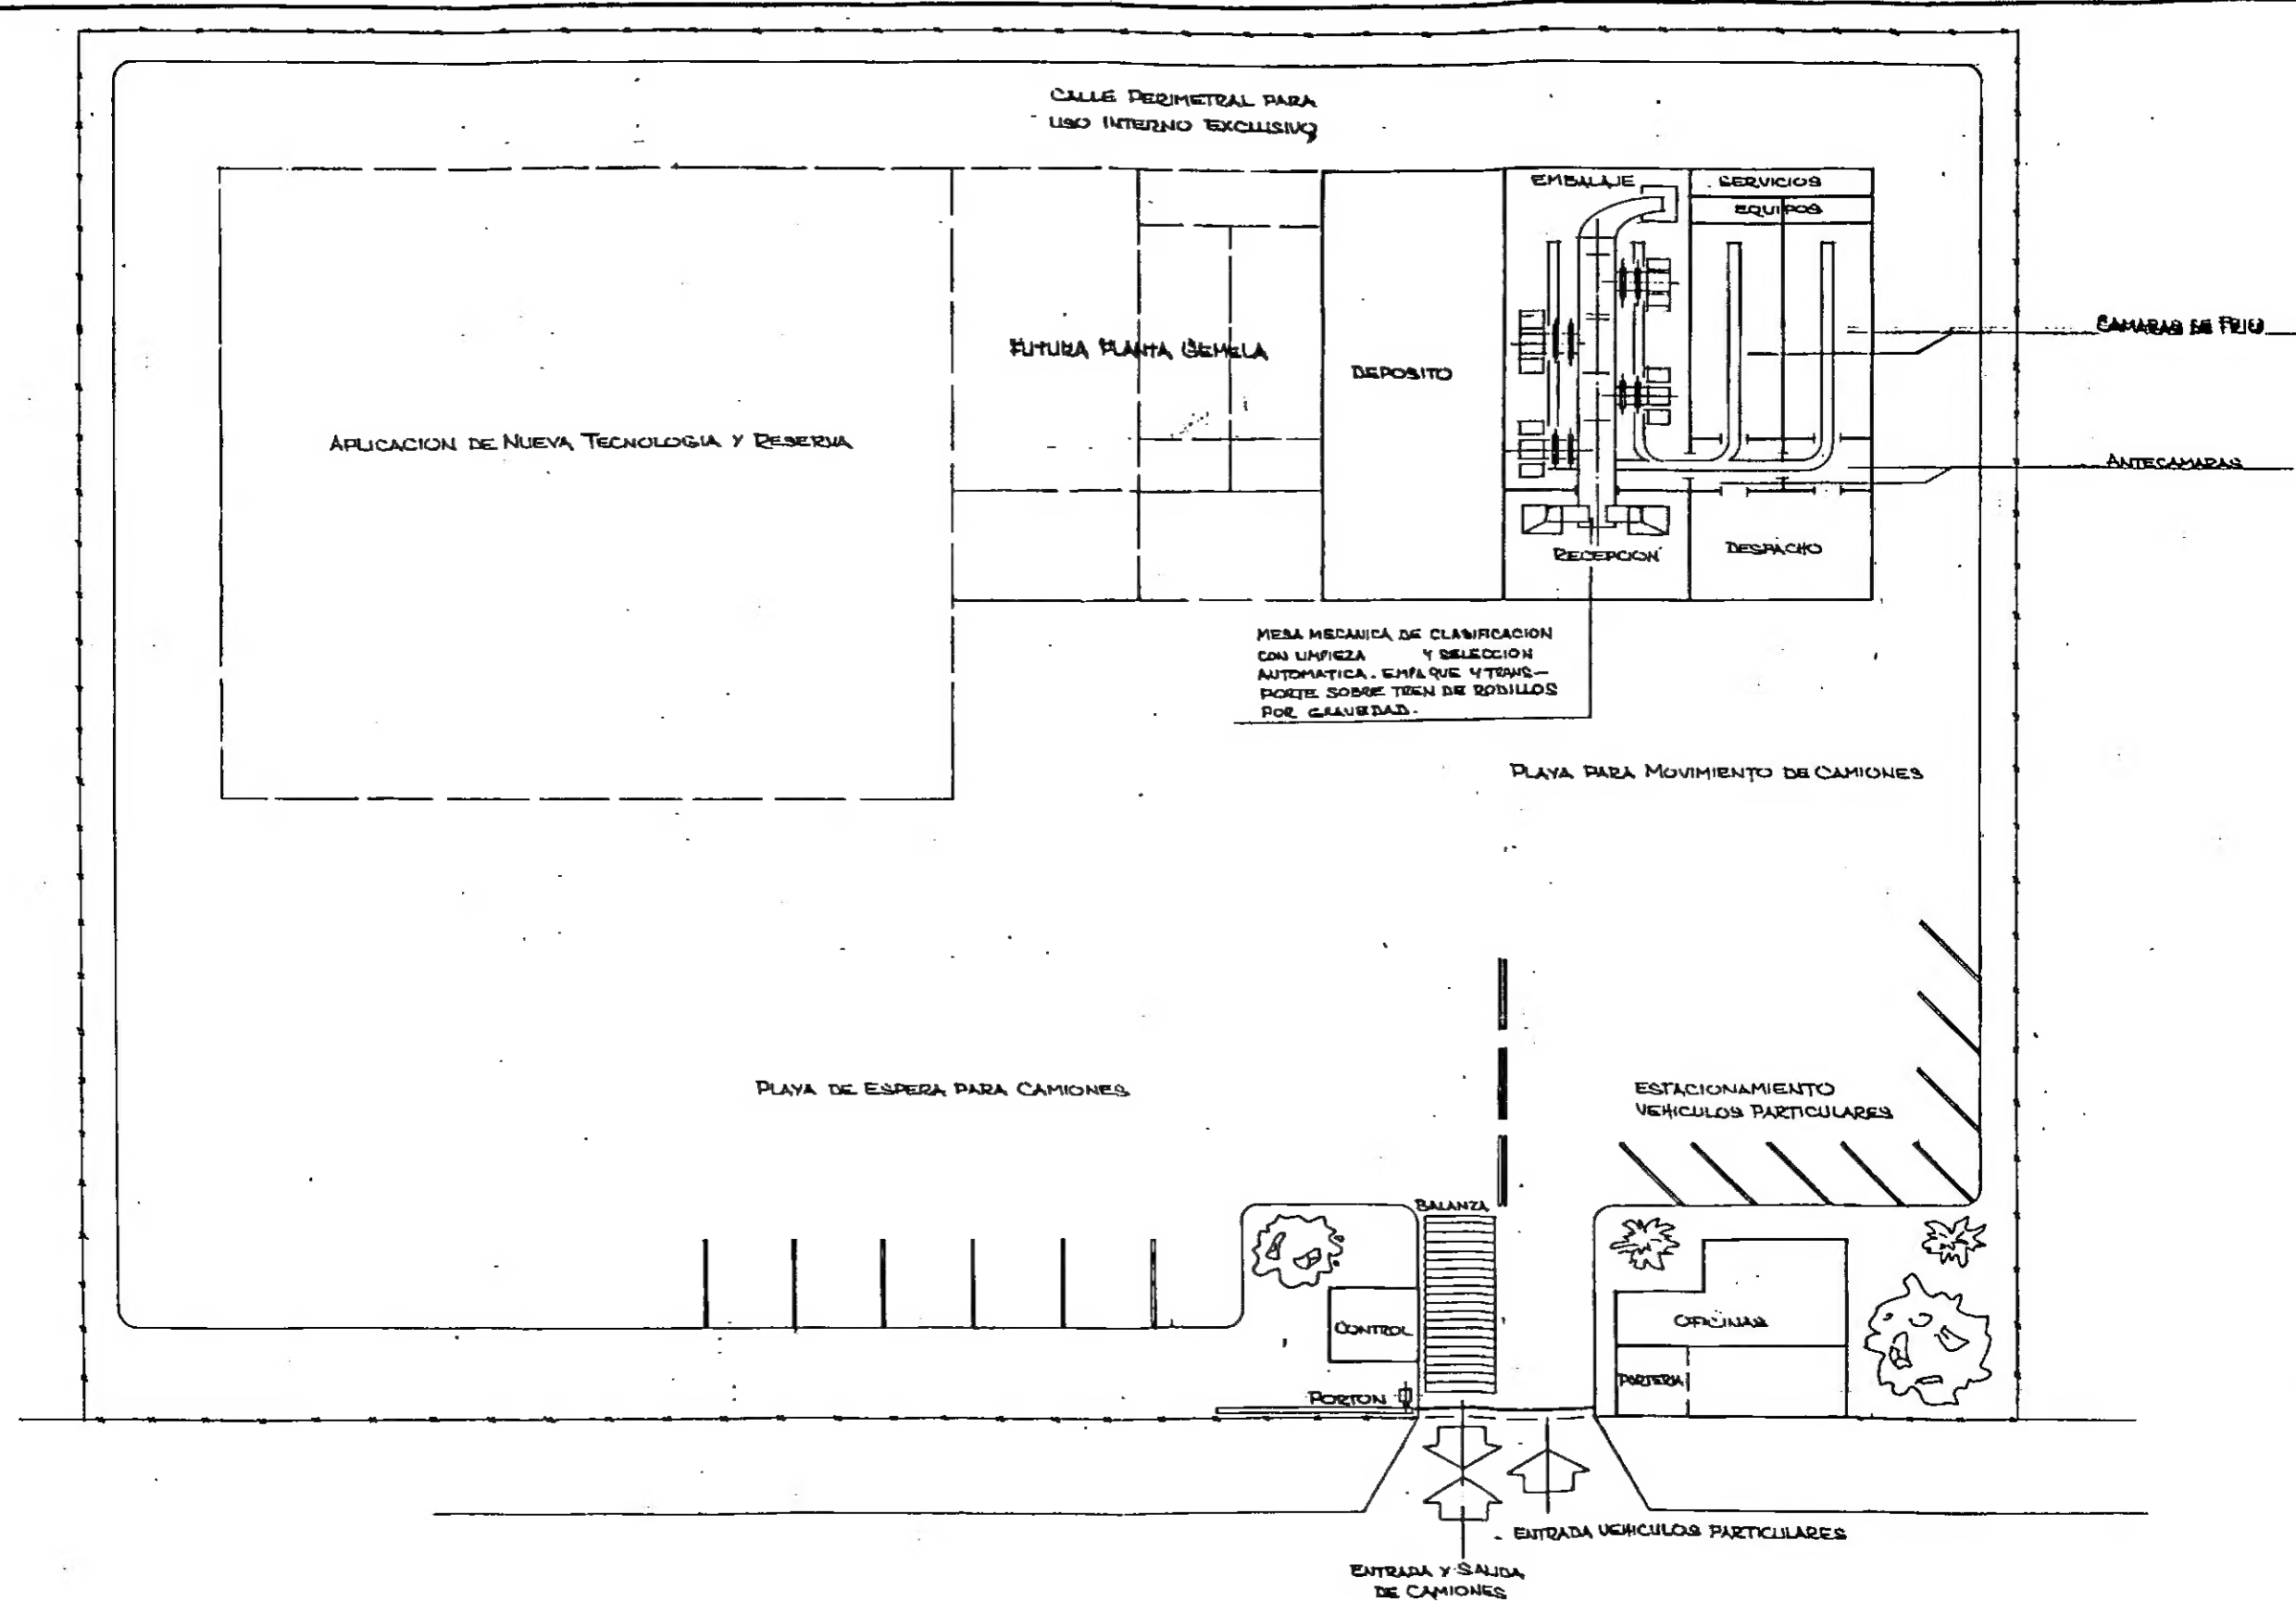 CALLE PERIMETRAL PARA
USO INTERNO EXCLUSIVO
EMBALAJE
SERVICIOS
EQUIPOS
CAMARAS DE FRIO
FUTURA PLANTA GEMELA
DEPOSITO
APLICACION DE NUEVA TECNOLOGIA Y RESERVA
ANTECAMARAS
RECEPCION
DESPACHO
MESA MECANICA DE CLASIFICACION
CON LIMPIEZA Y SELECCION
AUTOMATICA. EMPAQUE Y TRANS-
PORTE SOBRE TREN DE RODILLOS
POR GRAVEDAD.
PLAYA PARA MOVIMIENTO DE CAMIONES
PLAYA DE ESPERA PARA CAMIONES
ESTACIONAMIENTO
VEHICULOS PARTICULARES
BALANZA
CONTROL
OFICINAS
PORTERIA
PORTON
ENTRADA VEHICULOS PARTICULARES
ENTRADA Y SALIDA
DE CAMIONES